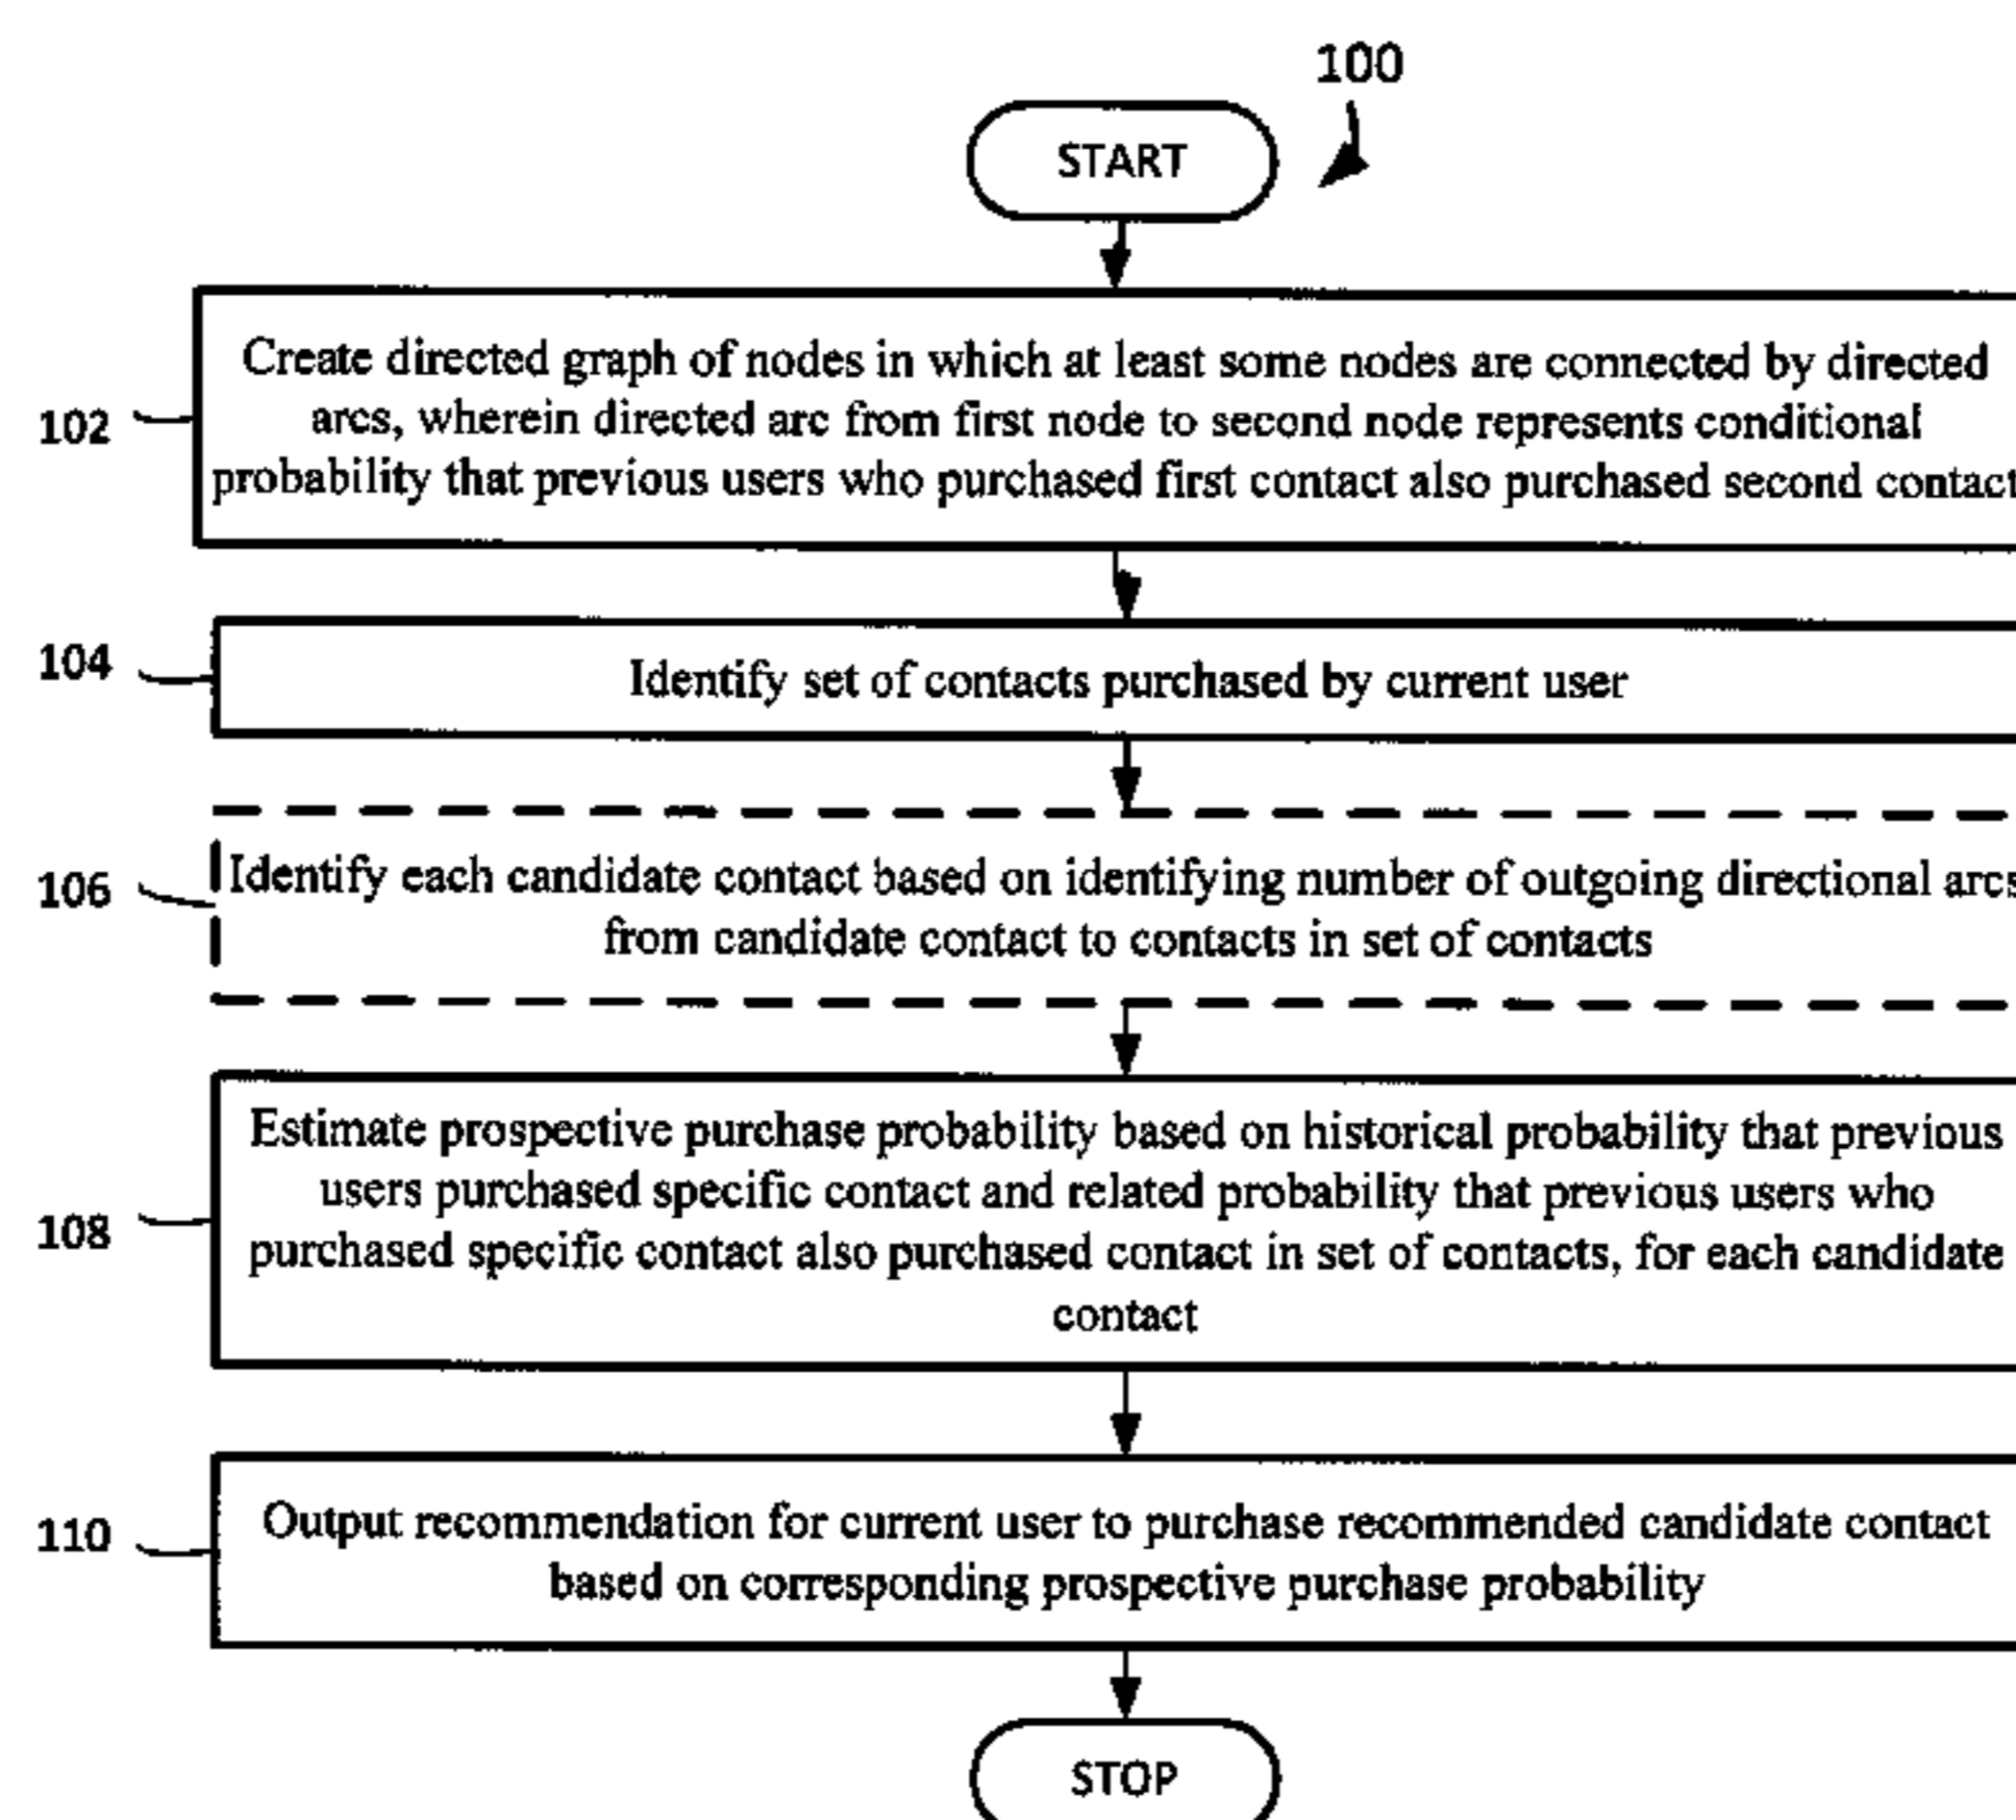 100
START
Create directed graph of nodes in which at least some nodes are connected by directed
arcs, wherein directed arc from first node to second node represents conditional
probability that previous users who purchased first contact also purchased second contact
102
Identify set of contacts purchased by current user
104
Identify each candidate contact based on identifying number of outgoing directional arcs
from candidate contact to contacts in set of contacts
106
Estimate prospective purchase probability based on historical probability that previous
users purchased specific contact and related probability that previous users who
purchased specific contact also purchased contact in set of contacts, for each candidate
contact
108
Output recommendation for current user to purchase recommended candidate contact
based on corresponding prospective purchase probability
110
STOP